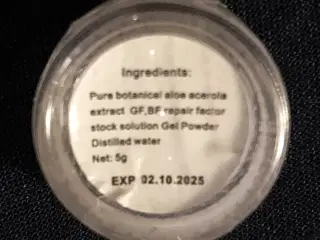 Ingredients:
Pure botanical aloe acerola
extract GF,BF repair factor
stock solution Gel Powder
Distilled water
Net: 5g
EXP 02.10.2025